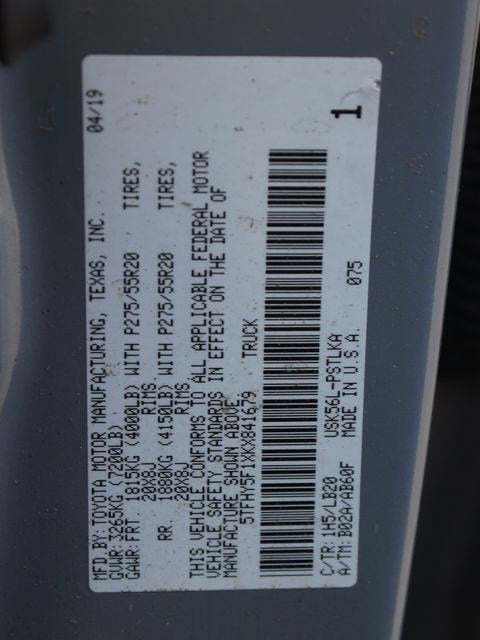 MFD.BY:TOYOTA MOTOR MANUFACTURING, TEXAS, INC. 04/19
GVWR:3265KG (7200LB)
GAWR:FRT 1815KG (4000LB) WITH P275/55R20 TIRES,
20X8J RIMS.
RR. 1880KG (4150LB) WITH P275/55R20 TIRES,
20X8J RIMS.
THIS VEHICLE CONFORMS TO ALL APPLICABLE FEDERAL MOTOR
VEHICLE SAFETY STANDARDS IN EFFECT ON THE DATE OF
MANUFACTURE SHOWN ABOVE.
5TFHY5F1XKX841679 TRUCK
C/TR:1H5/LB20 USK56L-PSTLKA 075
A/TM:B02A/AB60F MADE IN U.S.A.
1